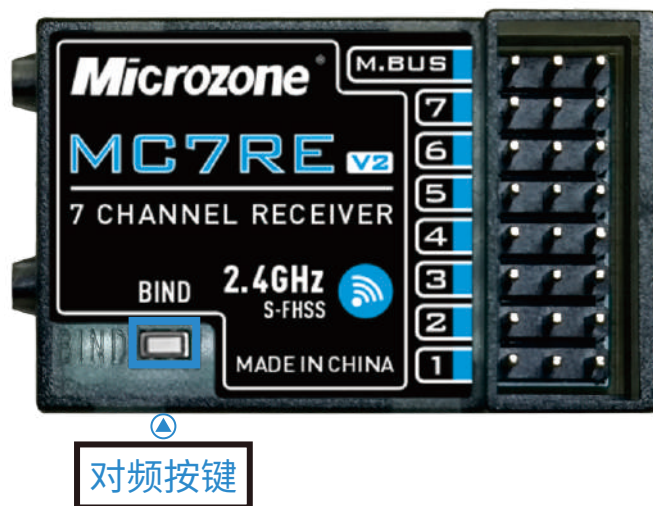 Microzone
M.BUS
7
MC7RE V2
6
7 CHANNEL RECEIVER
5
4
BIND
2.4GHz
S-FHSS
3
2
BIND
MADE IN CHINA
1
对频按键